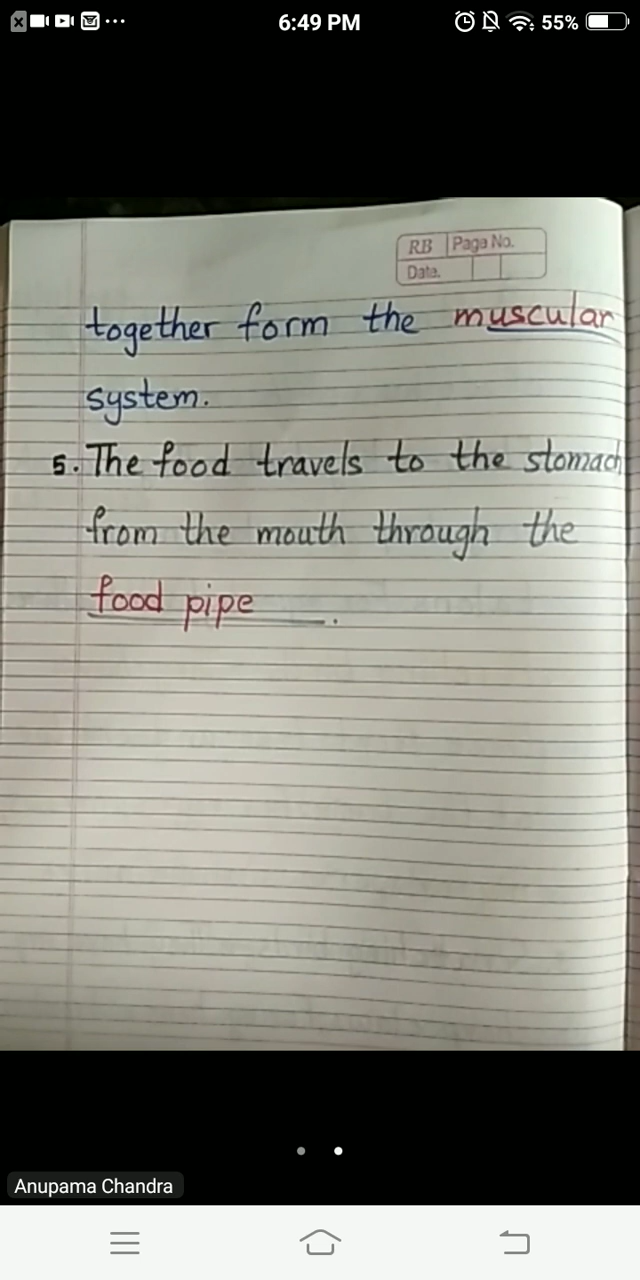 6:49 PM
55%
RB Page No.
Date.
together form the muscular
system.
5. The food travels to the stomach
from the mouth through the
food pipe.
Anupama Chandra